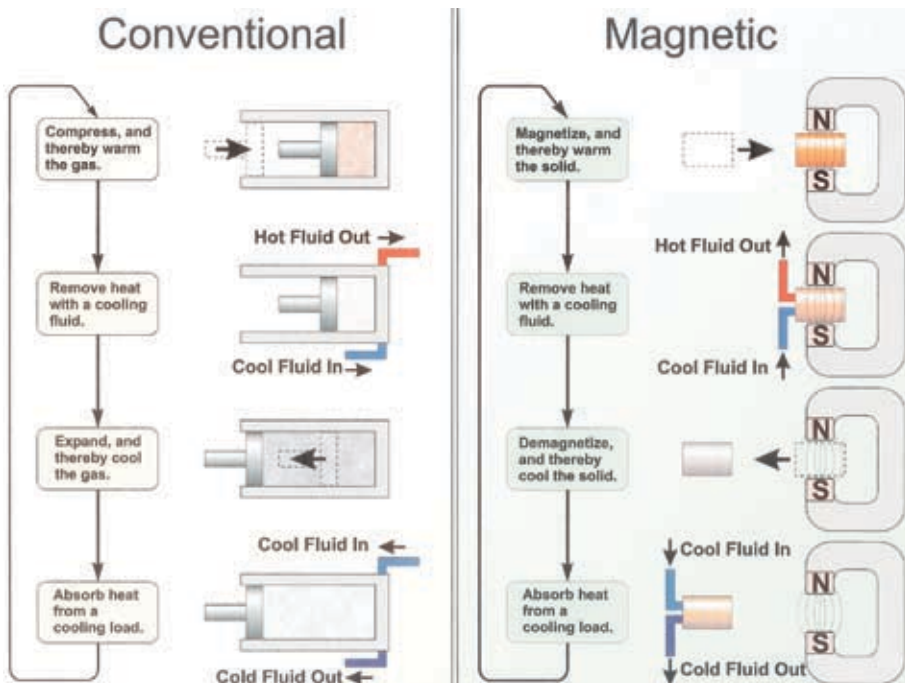 Conventional
Compress, and
thereby warm
the gas.
Hot Fluid Out
Remove heat
with a cooling
fluid.
Cool Fluid In
Expand, and
thereby cool
the gas.
Cool Fluid In
Absorb heat
from a
cooling load.
Cold Fluid Out
Magnetic
Magnetize, and
thereby warm
the solid.
N
S
Hot Fluid Out
Remove heat
with a cooling
fluid.
N
S
Cool Fluid In
Demagnetize,
and thereby
cool the solid.
N
S
Cool Fluid In
Absorb heat
from a
cooling load.
N
S
Cold Fluid Out